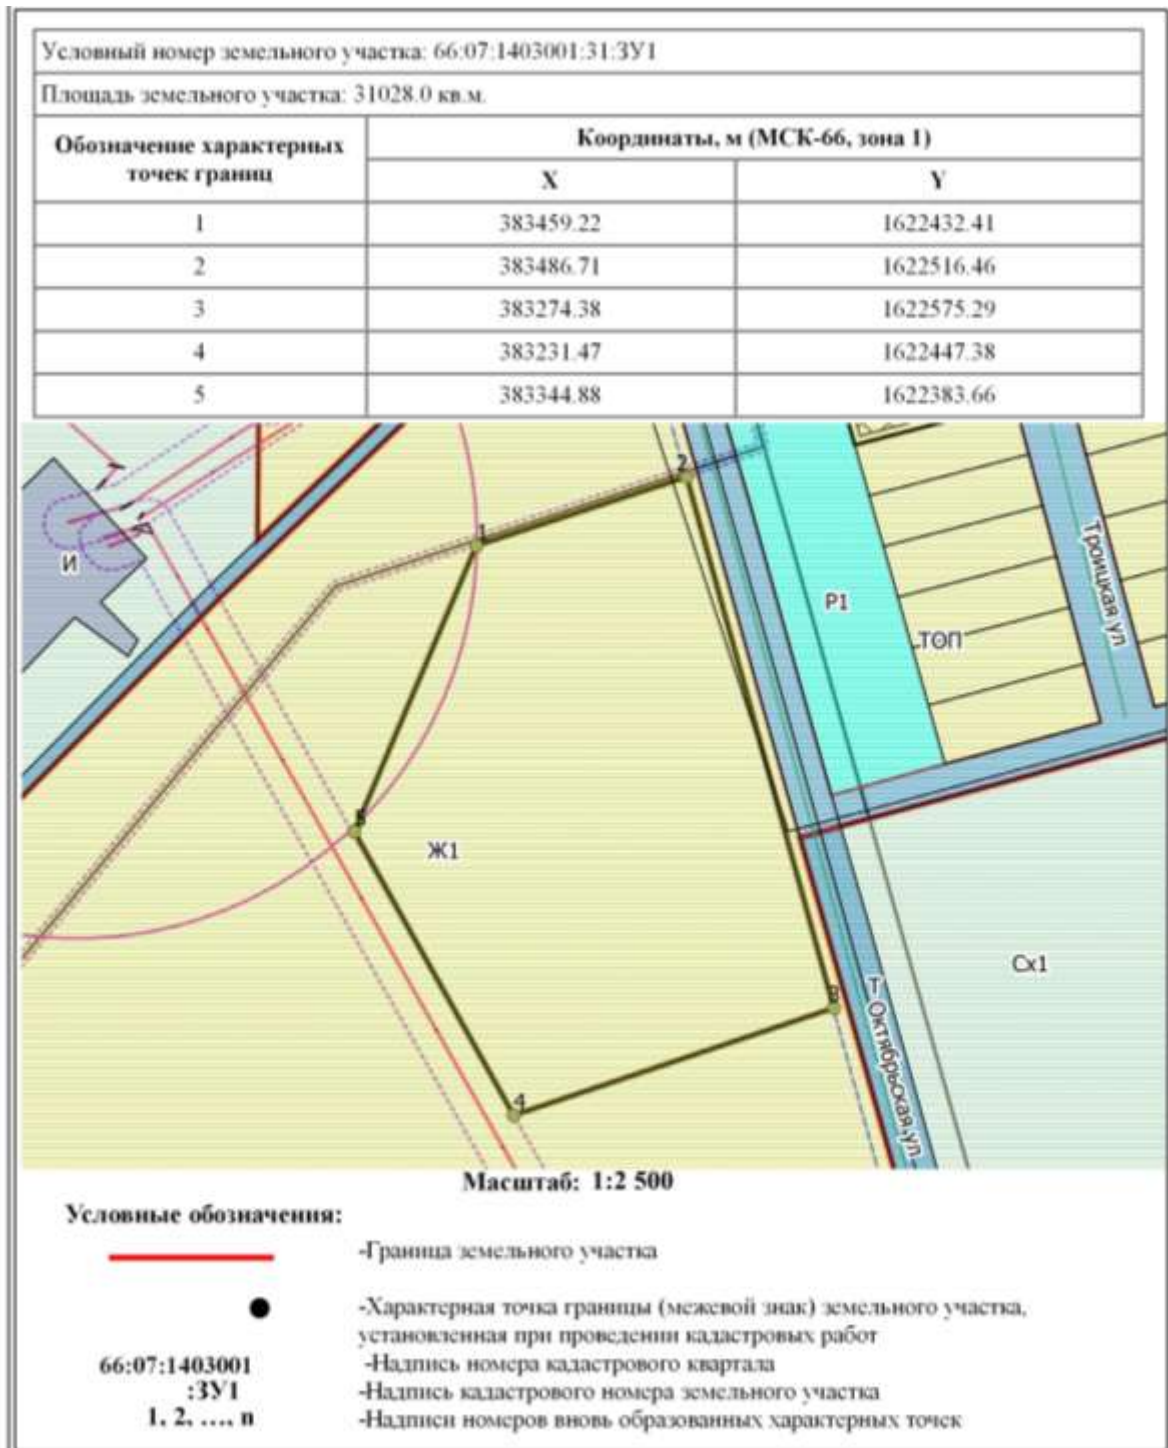 Условный номер земельного участка: 66:07:1403001:31:ЗУ1
Площадь земельного участка: 31028.0 кв.м.
Обозначение характерных точек границ
Координаты, м (МСК-66, зона 1)
X
Y
1
383459.22
1622432.41
2
383486.71
1622516.46
3
383274.38
1622575.29
4
383231.47
1622447.38
5
383344.88
1622383.66
2
1
И
Р1
ТОП
Троицкая ул
5
Ж1
Сх1
3
Т
Октябрьская ул
4
Масштаб: 1:2 500
Условные обозначения:
-Граница земельного участка
-Характерная точка границы (межевой знак) земельного участка,
установленная при проведении кадастровых работ
66:07:1403001
-Надпись номера кадастрового квартала
:ЗУ1
-Надпись кадастрового номера земельного участка
1, 2, ..., n
-Надписи номеров вновь образованных характерных точек